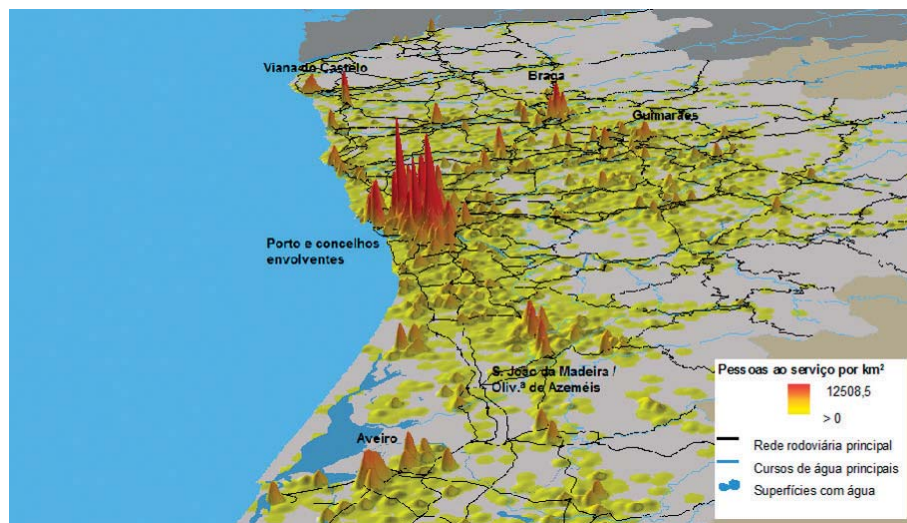 Viana do Castelo
Braga
Guimarães
Porto e concelhos
envolventes
S. João da Madeira /
Oliv.ª de Azeméis
Aveiro
Pessoas ao serviço por km²
12508,5
> 0
Rede rodoviária principal
Cursos de água principais
Superfícies com água